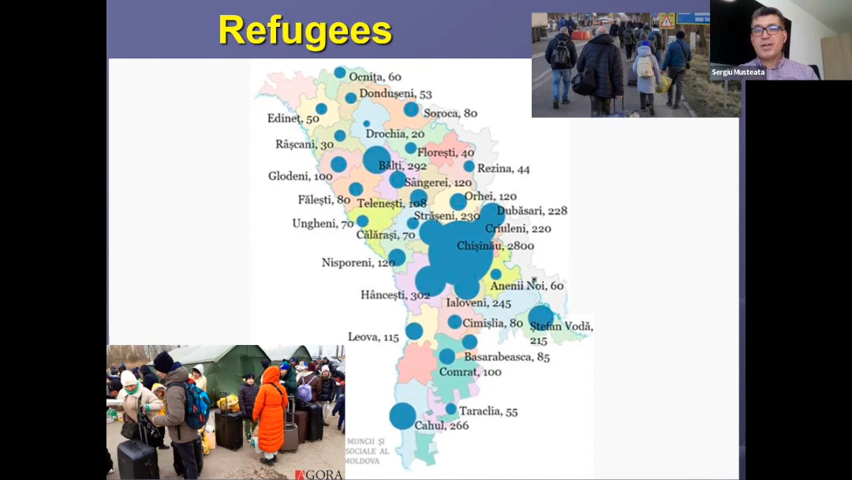 Refugees
Sergiu Musteata
Ocnița, 60
Dondușeni, 53
Edineț, 50
Soroca, 80
Drochia, 20
Râșcani, 30
Florești, 40
Bălți, 292
Rezina, 44
Glodeni, 100
Sângerei, 120
Fălești, 80
Telenești, 108
Orhei, 120
Dubăsari, 228
Strășeni, 230
Ungheni, 70
Criuleni, 220
Călărași, 70
Chișinău, 2800
Nisporeni, 120
Anenii Noi, 60
Hâncești, 302
Ialoveni, 245
Cimișlia, 80
Ștefan Vodă,
215
Leova, 115
Basarabeasca, 85
Comrat, 100
Taraclia, 55
Cahul, 266
MUNCII ȘI
SOCIALE AL
MOLDOVA
AGORA